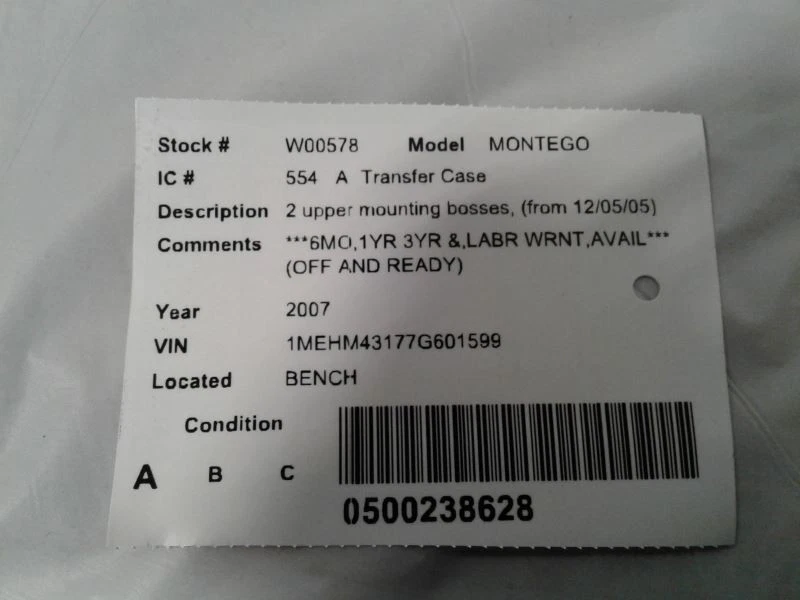 Stock # W00578 Model MONTEGO
IC # 554 A Transfer Case
Description 2 upper mounting bosses, (from 12/05/05)
Comments ***6MO,1YR 3YR &,LABR WRNT,AVAIL***
(OFF AND READY)
Year 2007
VIN 1MEHM43177G601599
Located BENCH
Condition
A B C
0500238628